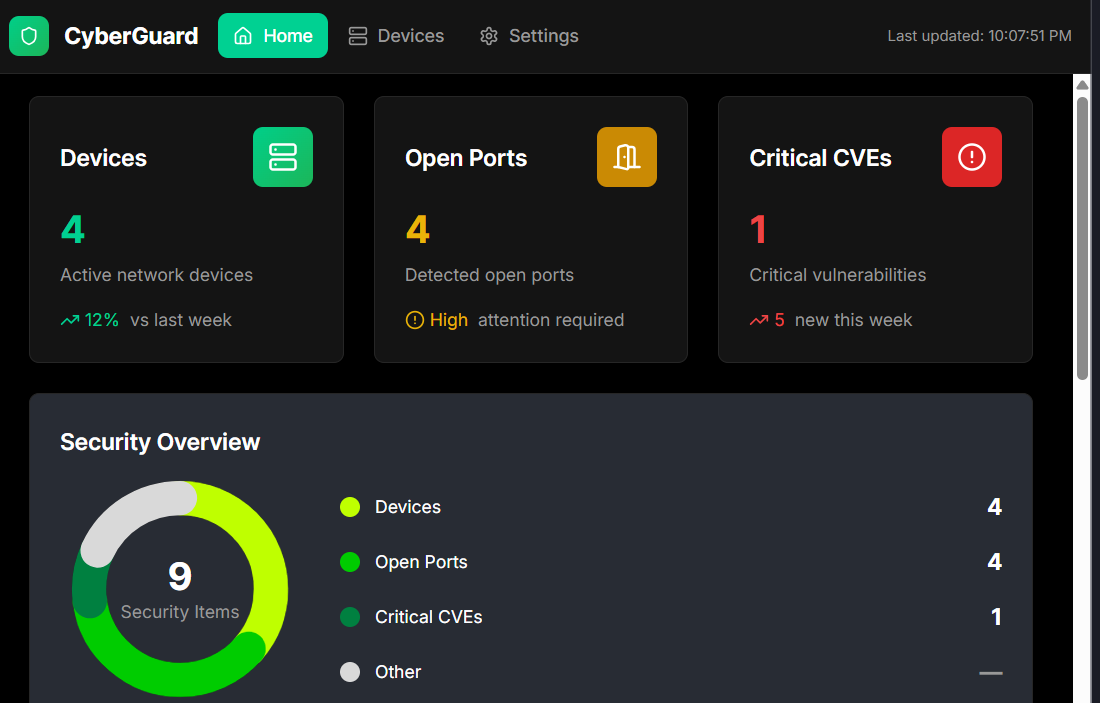 CyberGuard Home Devices Settings Last updated: 10:07:51 PM
Devices
4
Active network devices
12% vs last week
Open Ports
4
Detected open ports
High attention required
Critical CVEs
1
Critical vulnerabilities
5 new this week
Security Overview
9
Security Items
Devices 4
Open Ports 4
Critical CVEs 1
Other —